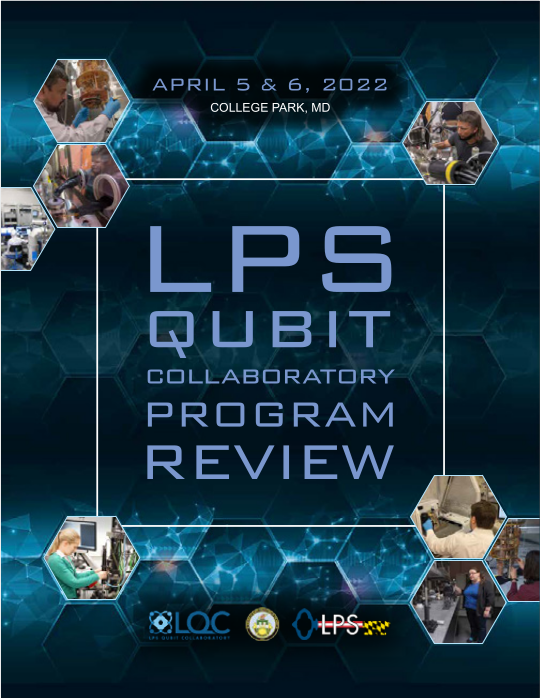 APRIL 5 & 6, 2022
COLLEGE PARK, MD
LPS
QUBIT
COLLABORATORY
PROGRAM
REVIEW
LQC
LPS QUBIT COLLABORATORY
LPS